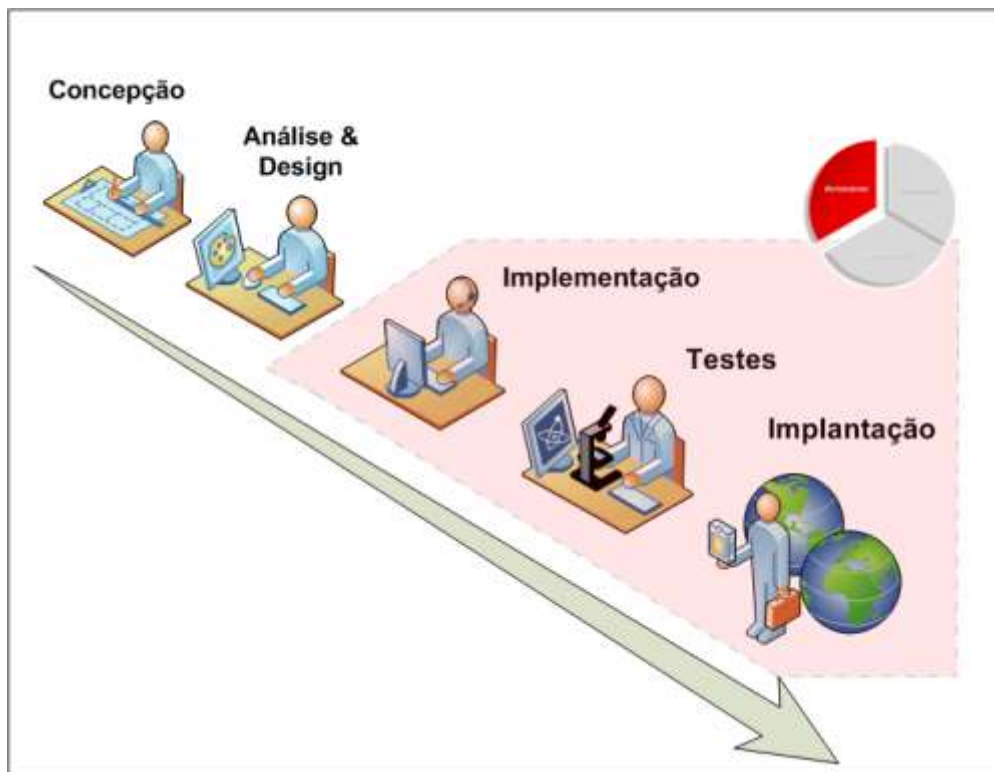 Concepção
Análise &
Design
Implementação
Testes
Implantação